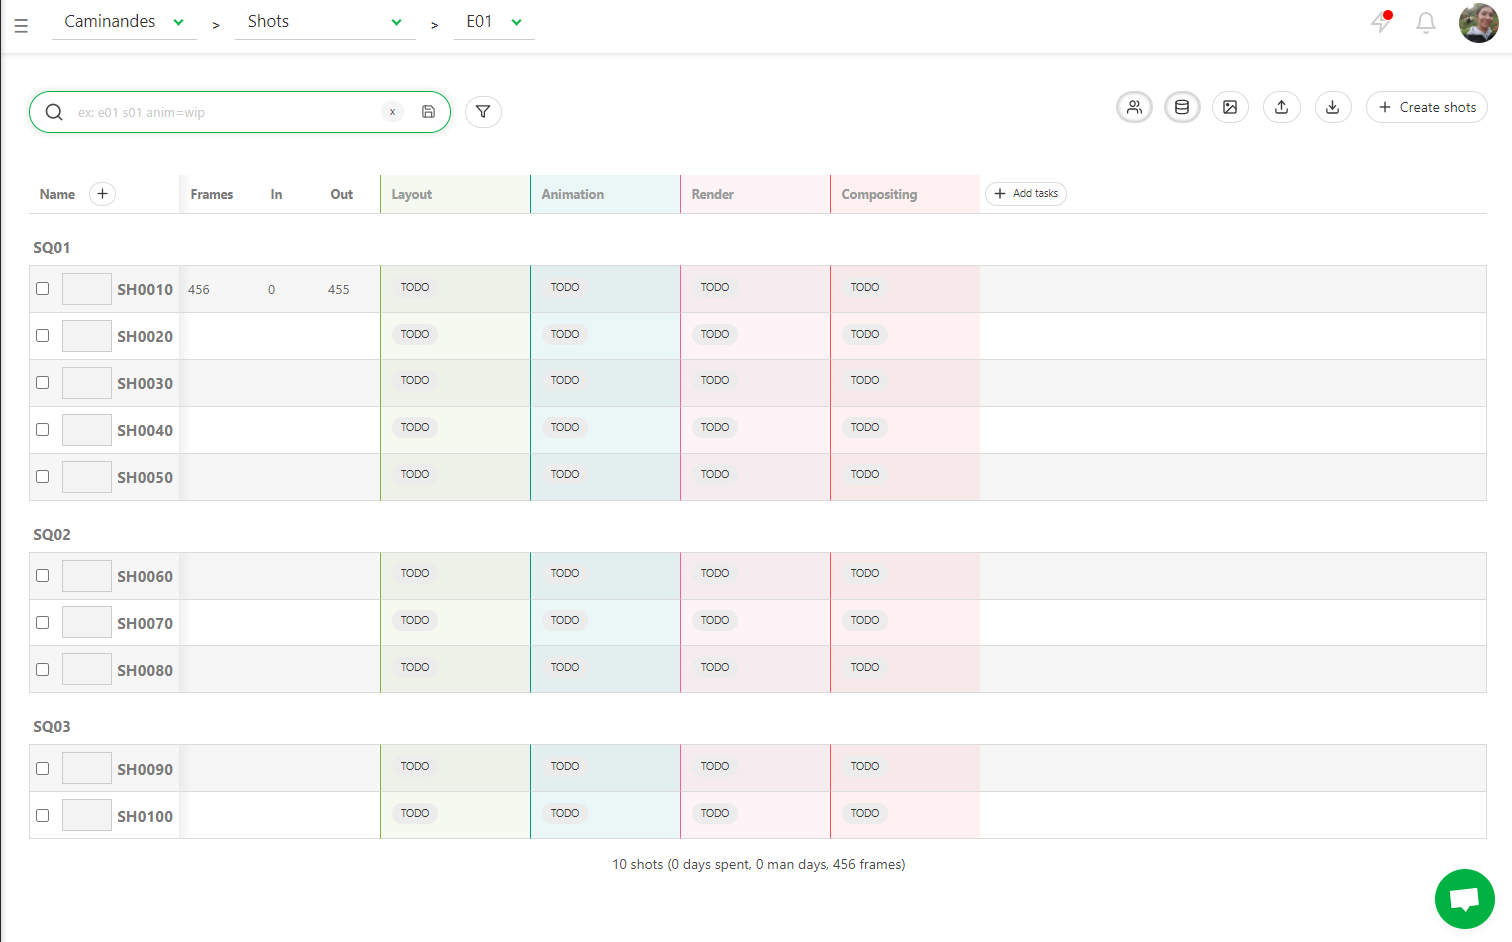 Caminandes > Shots > E01
ex: e01 s01 anim=wip x
Create shots
Name Frames In Out Layout Animation Render Compositing Add tasks
SQ01
SH0010 456 0 455 TODO TODO TODO TODO
SH0020 TODO TODO TODO TODO
SH0030 TODO TODO TODO TODO
SH0040 TODO TODO TODO TODO
SH0050 TODO TODO TODO TODO
SQ02
SH0060 TODO TODO TODO TODO
SH0070 TODO TODO TODO TODO
SH0080 TODO TODO TODO TODO
SQ03
SH0090 TODO TODO TODO TODO
SH0100 TODO TODO TODO TODO
10 shots (0 days spent, 0 man days, 456 frames)